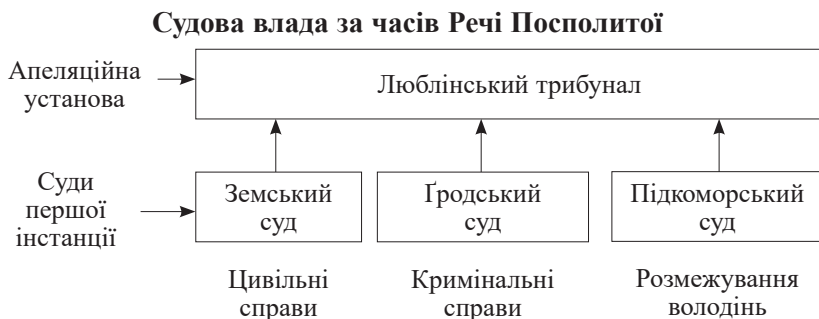 Судова влада за часів Речі Посполитої
Апеляційна
установа
Люблінський трибунал
Суди
першої
інстанції
Земський
суд
Ґродський
суд
Підкоморський
суд
Цивільні
справи
Кримінальні
справи
Розмежування
володінь